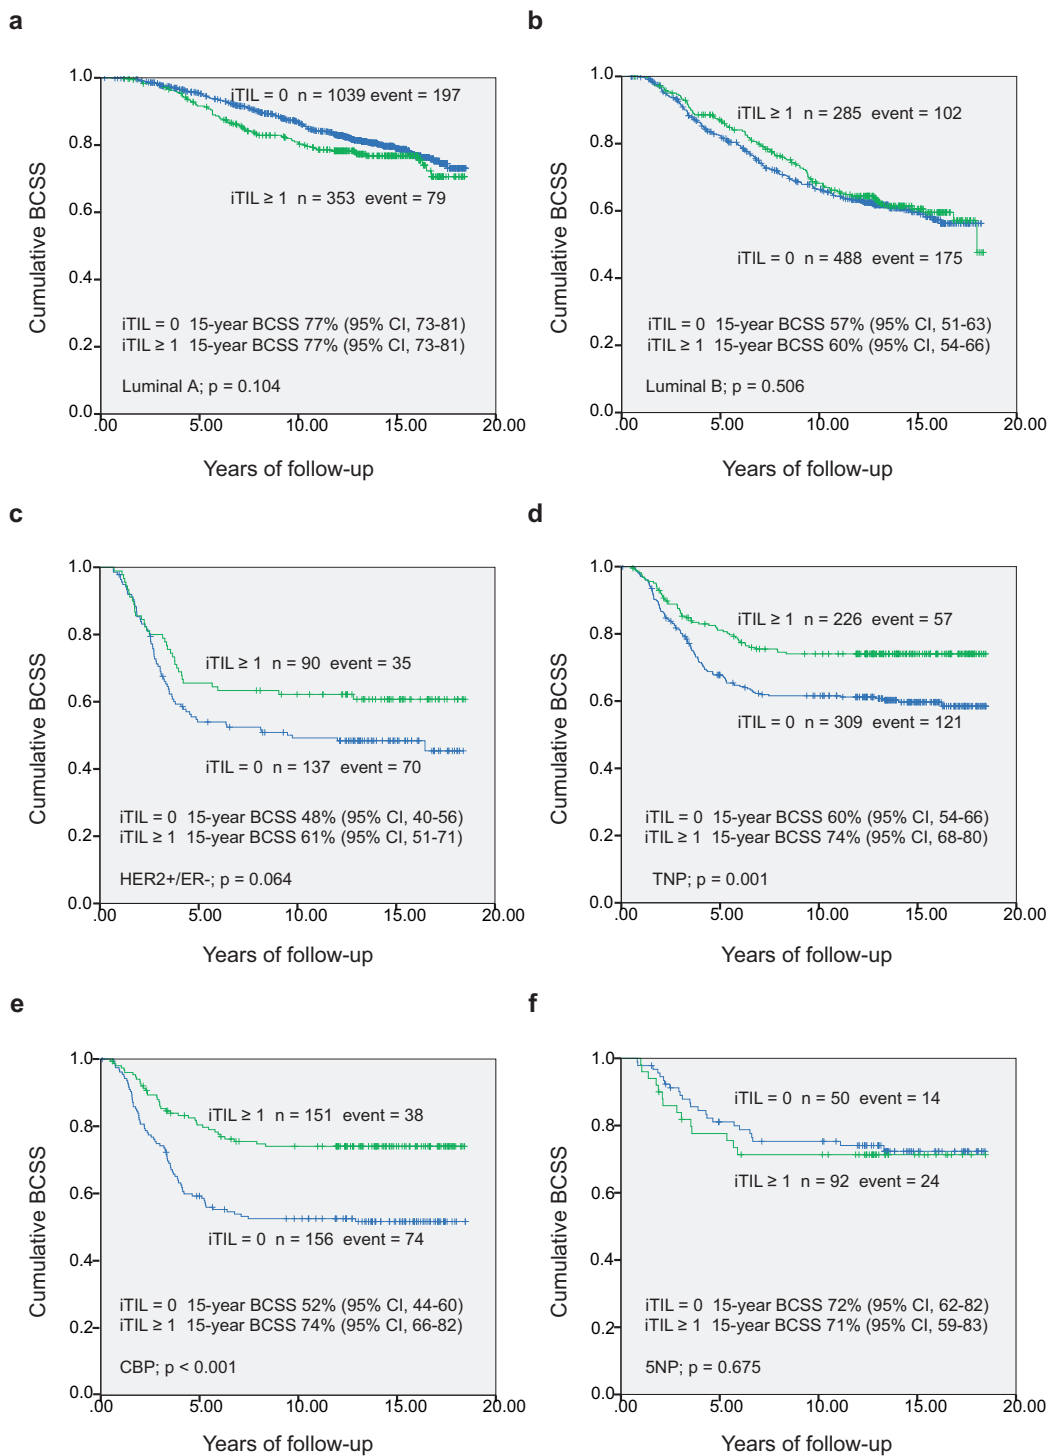 a
1.0
0.8
0.6
0.4
0.2
0.0
Cumulative BCSS
iTIL = 0 n = 1039 event = 197
iTIL ≥ 1 n = 353 event = 79
iTIL = 0 15-year BCSS 77% (95% CI, 73-81)
iTIL ≥ 1 15-year BCSS 77% (95% CI, 73-81)
Luminal A; p = 0.104
.00 5.00 10.00 15.00 20.00
Years of follow-up
b
1.0
0.8
0.6
0.4
0.2
0.0
Cumulative BCSS
iTIL ≥ 1 n = 285 event = 102
iTIL = 0 n = 488 event = 175
iTIL = 0 15-year BCSS 57% (95% CI, 51-63)
iTIL ≥ 1 15-year BCSS 60% (95% CI, 54-66)
Luminal B; p = 0.506
.00 5.00 10.00 15.00 20.00
Years of follow-up
c
1.0
0.8
0.6
0.4
0.2
0.0
Cumulative BCSS
iTIL ≥ 1 n = 90 event = 35
iTIL = 0 n = 137 event = 70
iTIL = 0 15-year BCSS 48% (95% CI, 40-56)
iTIL ≥ 1 15-year BCSS 61% (95% CI, 51-71)
HER2+/ER-; p = 0.064
.00 5.00 10.00 15.00 20.00
Years of follow-up
d
1.0
0.8
0.6
0.4
0.2
0.0
Cumulative BCSS
iTIL ≥ 1 n = 226 event = 57
iTIL = 0 n = 309 event = 121
iTIL = 0 15-year BCSS 60% (95% CI, 54-66)
iTIL ≥ 1 15-year BCSS 74% (95% CI, 68-80)
TNP; p = 0.001
.00 5.00 10.00 15.00 20.00
Years of follow-up
e
1.0
0.8
0.6
0.4
0.2
0.0
Cumulative BCSS
iTIL ≥ 1 n = 151 event = 38
iTIL = 0 n = 156 event = 74
iTIL = 0 15-year BCSS 52% (95% CI, 44-60)
iTIL ≥ 1 15-year BCSS 74% (95% CI, 66-82)
CBP; p < 0.001
.00 5.00 10.00 15.00 20.00
Years of follow-up
f
1.0
0.8
0.6
0.4
0.2
0.0
Cumulative BCSS
iTIL = 0 n = 50 event = 14
iTIL ≥ 1 n = 92 event = 24
iTIL = 0 15-year BCSS 72% (95% CI, 62-82)
iTIL ≥ 1 15-year BCSS 71% (95% CI, 59-83)
5NP; p = 0.675
.00 5.00 10.00 15.00 20.00
Years of follow-up